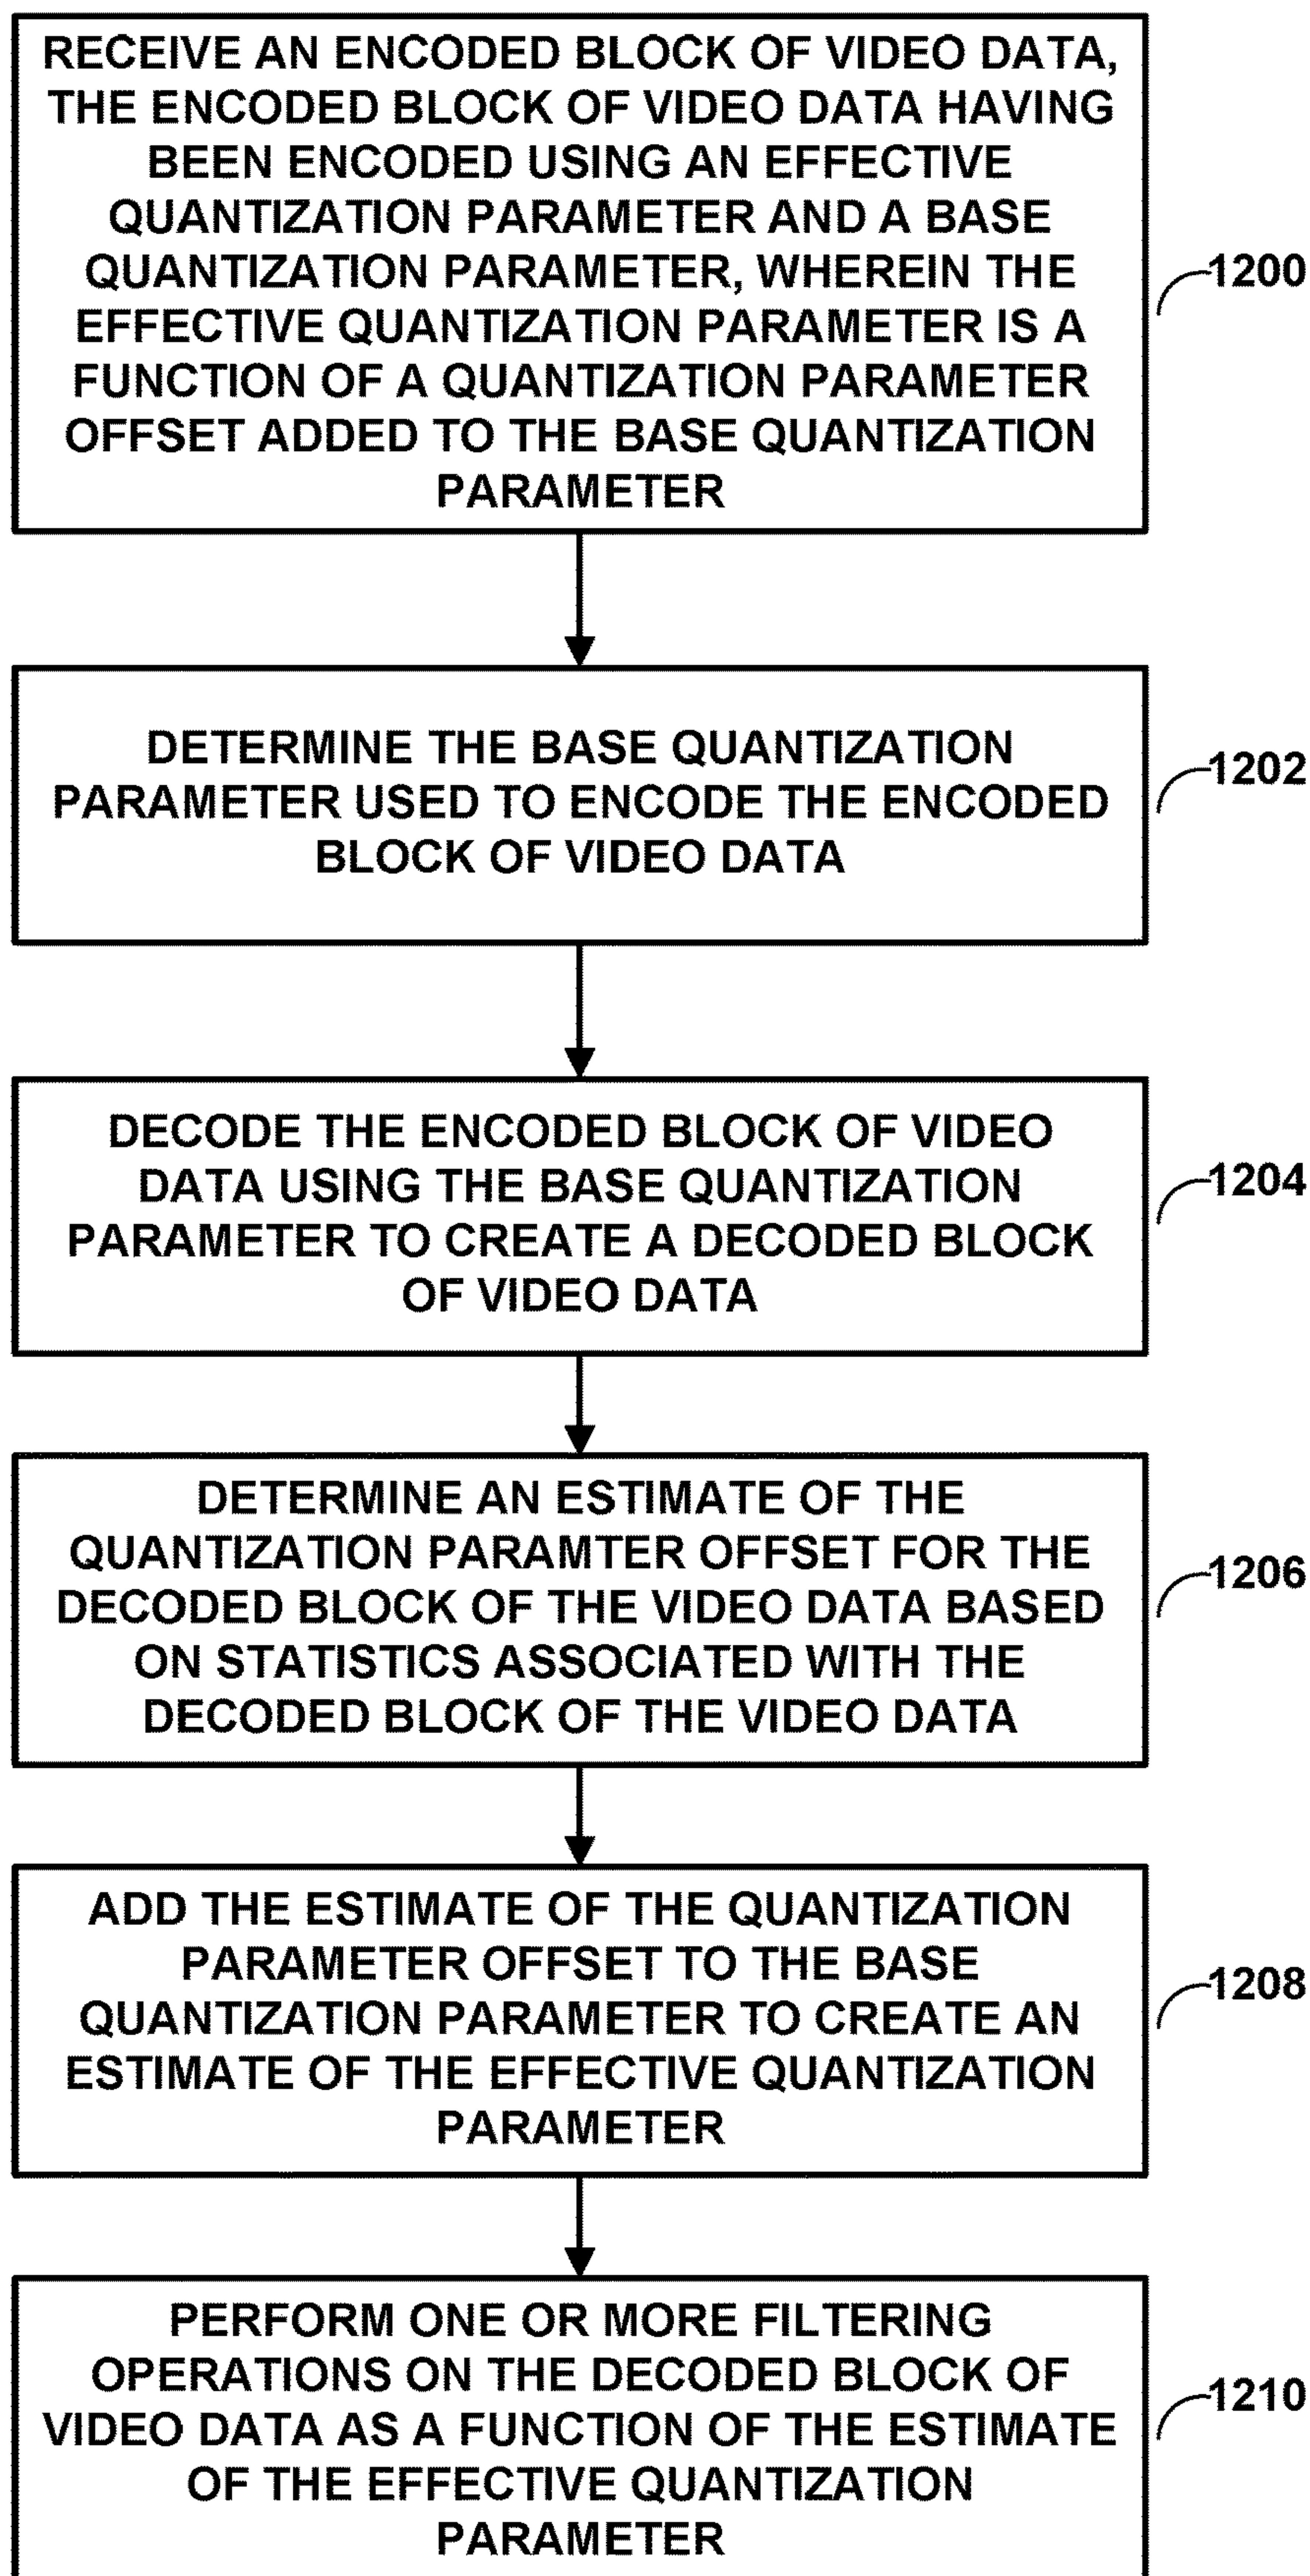 RECEIVE AN ENCODED BLOCK OF VIDEO DATA,
THE ENCODED BLOCK OF VIDEO DATA HAVING
BEEN ENCODED USING AN EFFECTIVE
QUANTIZATION PARAMETER AND A BASE
QUANTIZATION PARAMETER, WHEREIN THE
EFFECTIVE QUANTIZATION PARAMETER IS A
FUNCTION OF A QUANTIZATION PARAMETER
OFFSET ADDED TO THE BASE QUANTIZATION
PARAMETER
1200
DETERMINE THE BASE QUANTIZATION
PARAMETER USED TO ENCODE THE ENCODED
BLOCK OF VIDEO DATA
1202
DECODE THE ENCODED BLOCK OF VIDEO
DATA USING THE BASE QUANTIZATION
PARAMETER TO CREATE A DECODED BLOCK
OF VIDEO DATA
1204
DETERMINE AN ESTIMATE OF THE
QUANTIZATION PARAMTER OFFSET FOR THE
DECODED BLOCK OF THE VIDEO DATA BASED
ON STATISTICS ASSOCIATED WITH THE
DECODED BLOCK OF THE VIDEO DATA
1206
ADD THE ESTIMATE OF THE QUANTIZATION
PARAMETER OFFSET TO THE BASE
QUANTIZATION PARAMETER TO CREATE AN
ESTIMATE OF THE EFFECTIVE QUANTIZATION
PARAMETER
1208
PERFORM ONE OR MORE FILTERING
OPERATIONS ON THE DECODED BLOCK OF
VIDEO DATA AS A FUNCTION OF THE ESTIMATE
OF THE EFFECTIVE QUANTIZATION
PARAMETER
1210